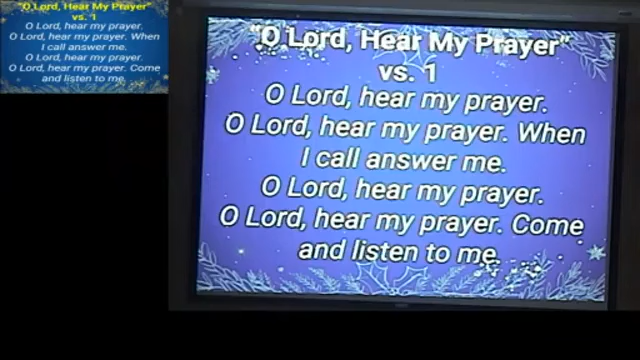 "O Lord, Hear My Prayer"
vs. 1
O Lord, hear my prayer.
O Lord, hear my prayer. When
I call answer me.
O Lord, hear my prayer.
O Lord, hear my prayer. Come
and listen to me.
"O Lord, Hear My Prayer"
vs. 1
O Lord, hear my prayer.
O Lord, hear my prayer. When
I call answer me.
O Lord, hear my prayer.
O Lord, hear my prayer. Come
and listen to me.